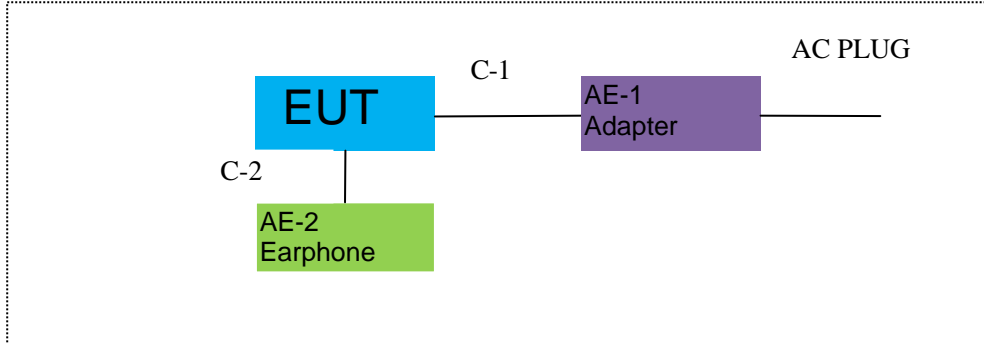 AC PLUG
C-1
EUT
AE-1
Adapter
C-2
AE-2
Earphone